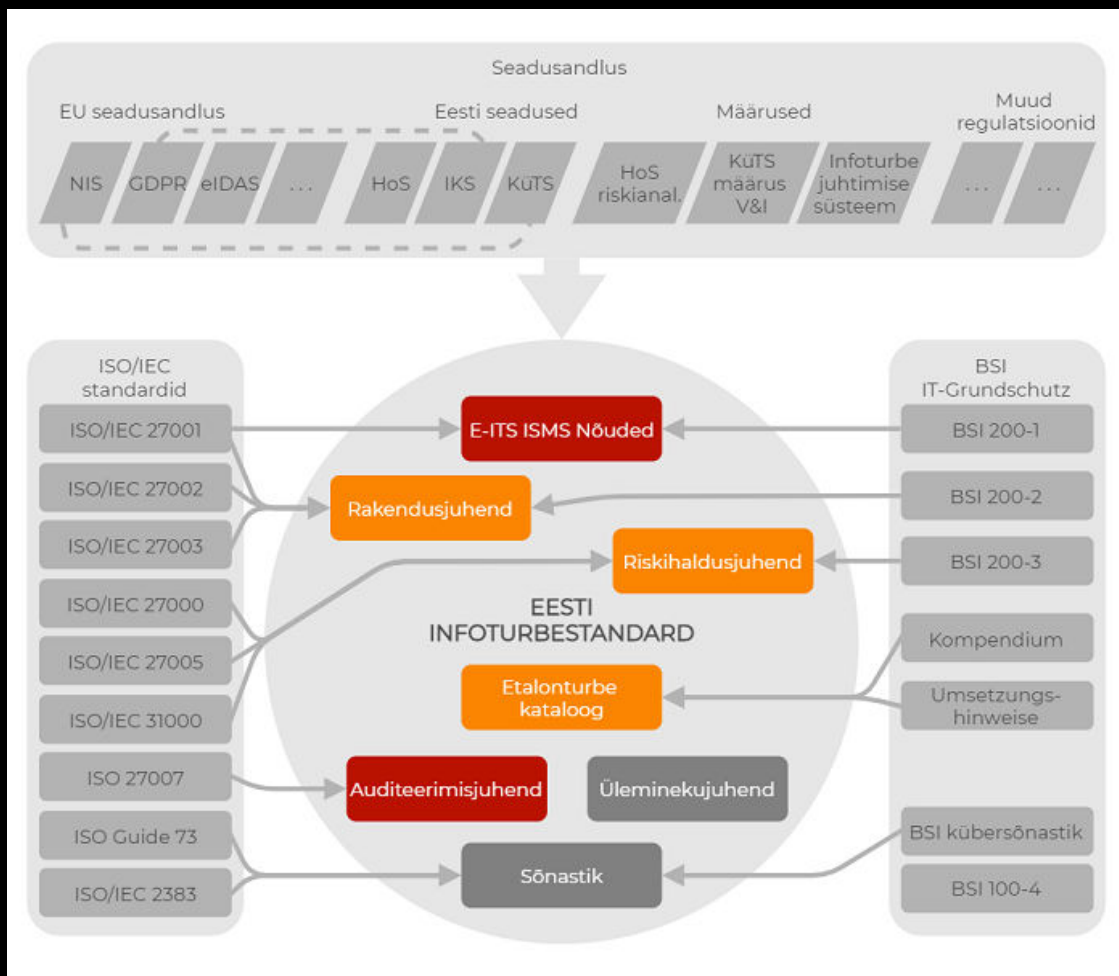 Seadusandlus
EU seadusandlus
Eesti seadused
Määrused
Muud
regulatsioonid
NIS
GDPR
eIDAS
...
HoS
IKS
KüTS
HoS
riskianal.
KüTS
määrus
V&I
Infoturbe
juhtimise
süsteem
...
...
ISO/IEC
standardid
ISO/IEC 27001
ISO/IEC 27002
ISO/IEC 27003
ISO/IEC 27000
ISO/IEC 27005
ISO/IEC 31000
ISO 27007
ISO Guide 73
ISO/IEC 2383
E-ITS ISMS Nõuded
Rakendusjuhend
Riskihaldusjuhend
EESTI
INFOTURBESTANDARD
Etalonturbe
kataloog
Auditeerimisjuhend
Üleminekujuhend
Sõnastik
BSI
IT-Grundschutz
BSI 200-1
BSI 200-2
BSI 200-3
Kompendium
Umsetzungs-
hinweise
BSI kübersõnastik
BSI 100-4